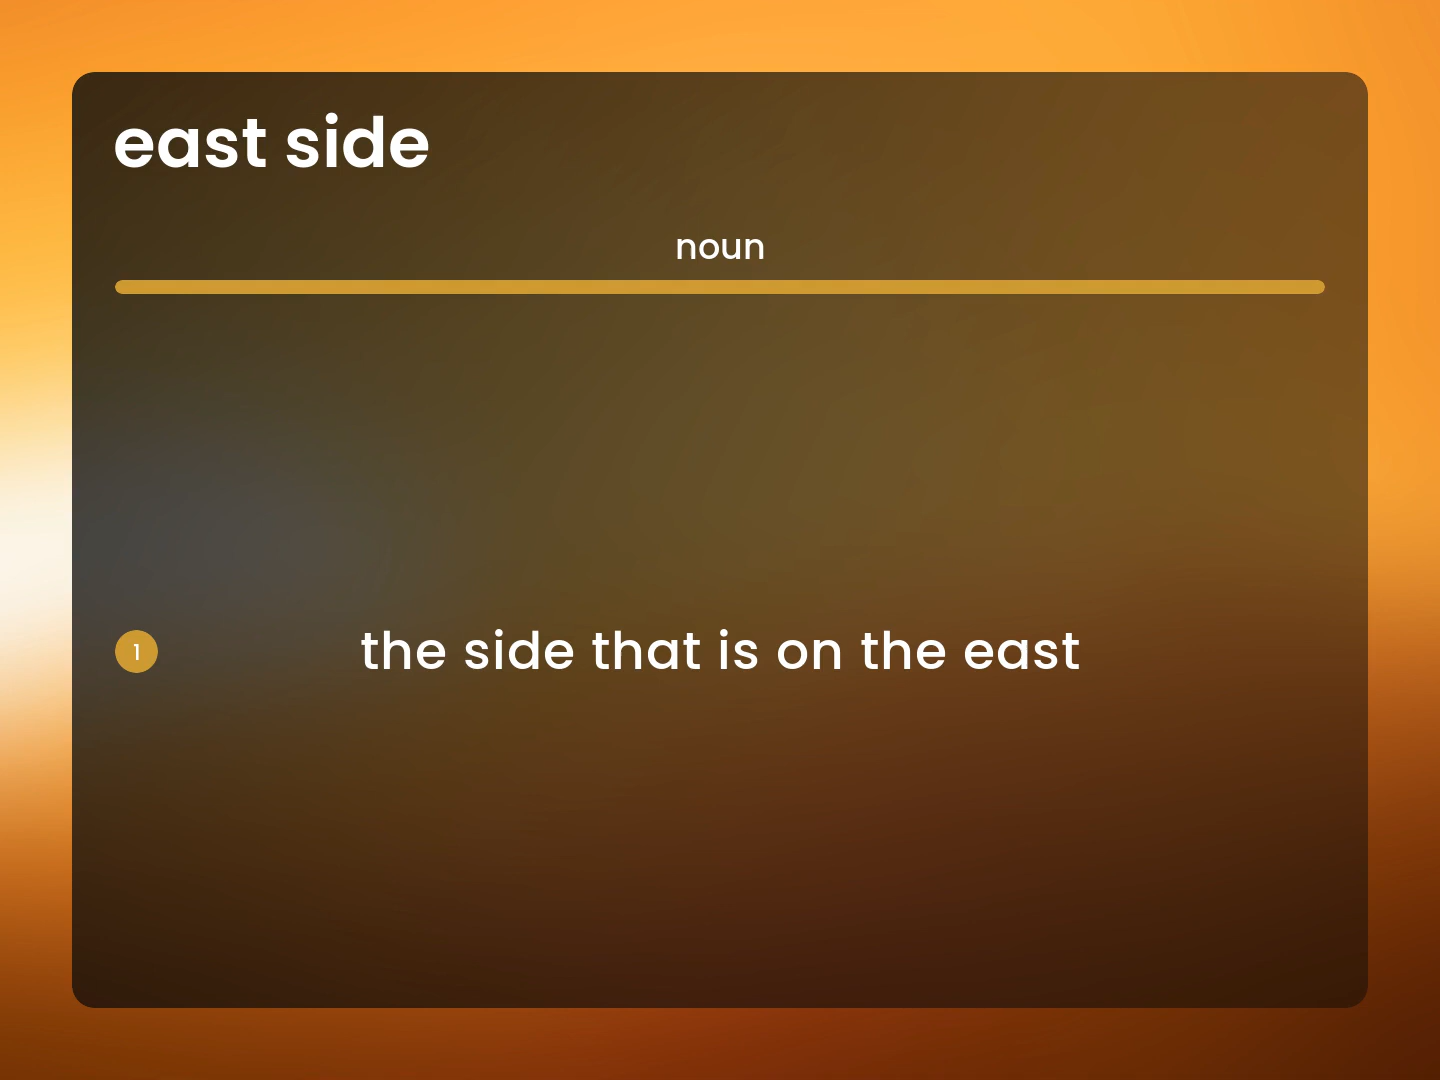 east side
noun
1 the side that is on the east